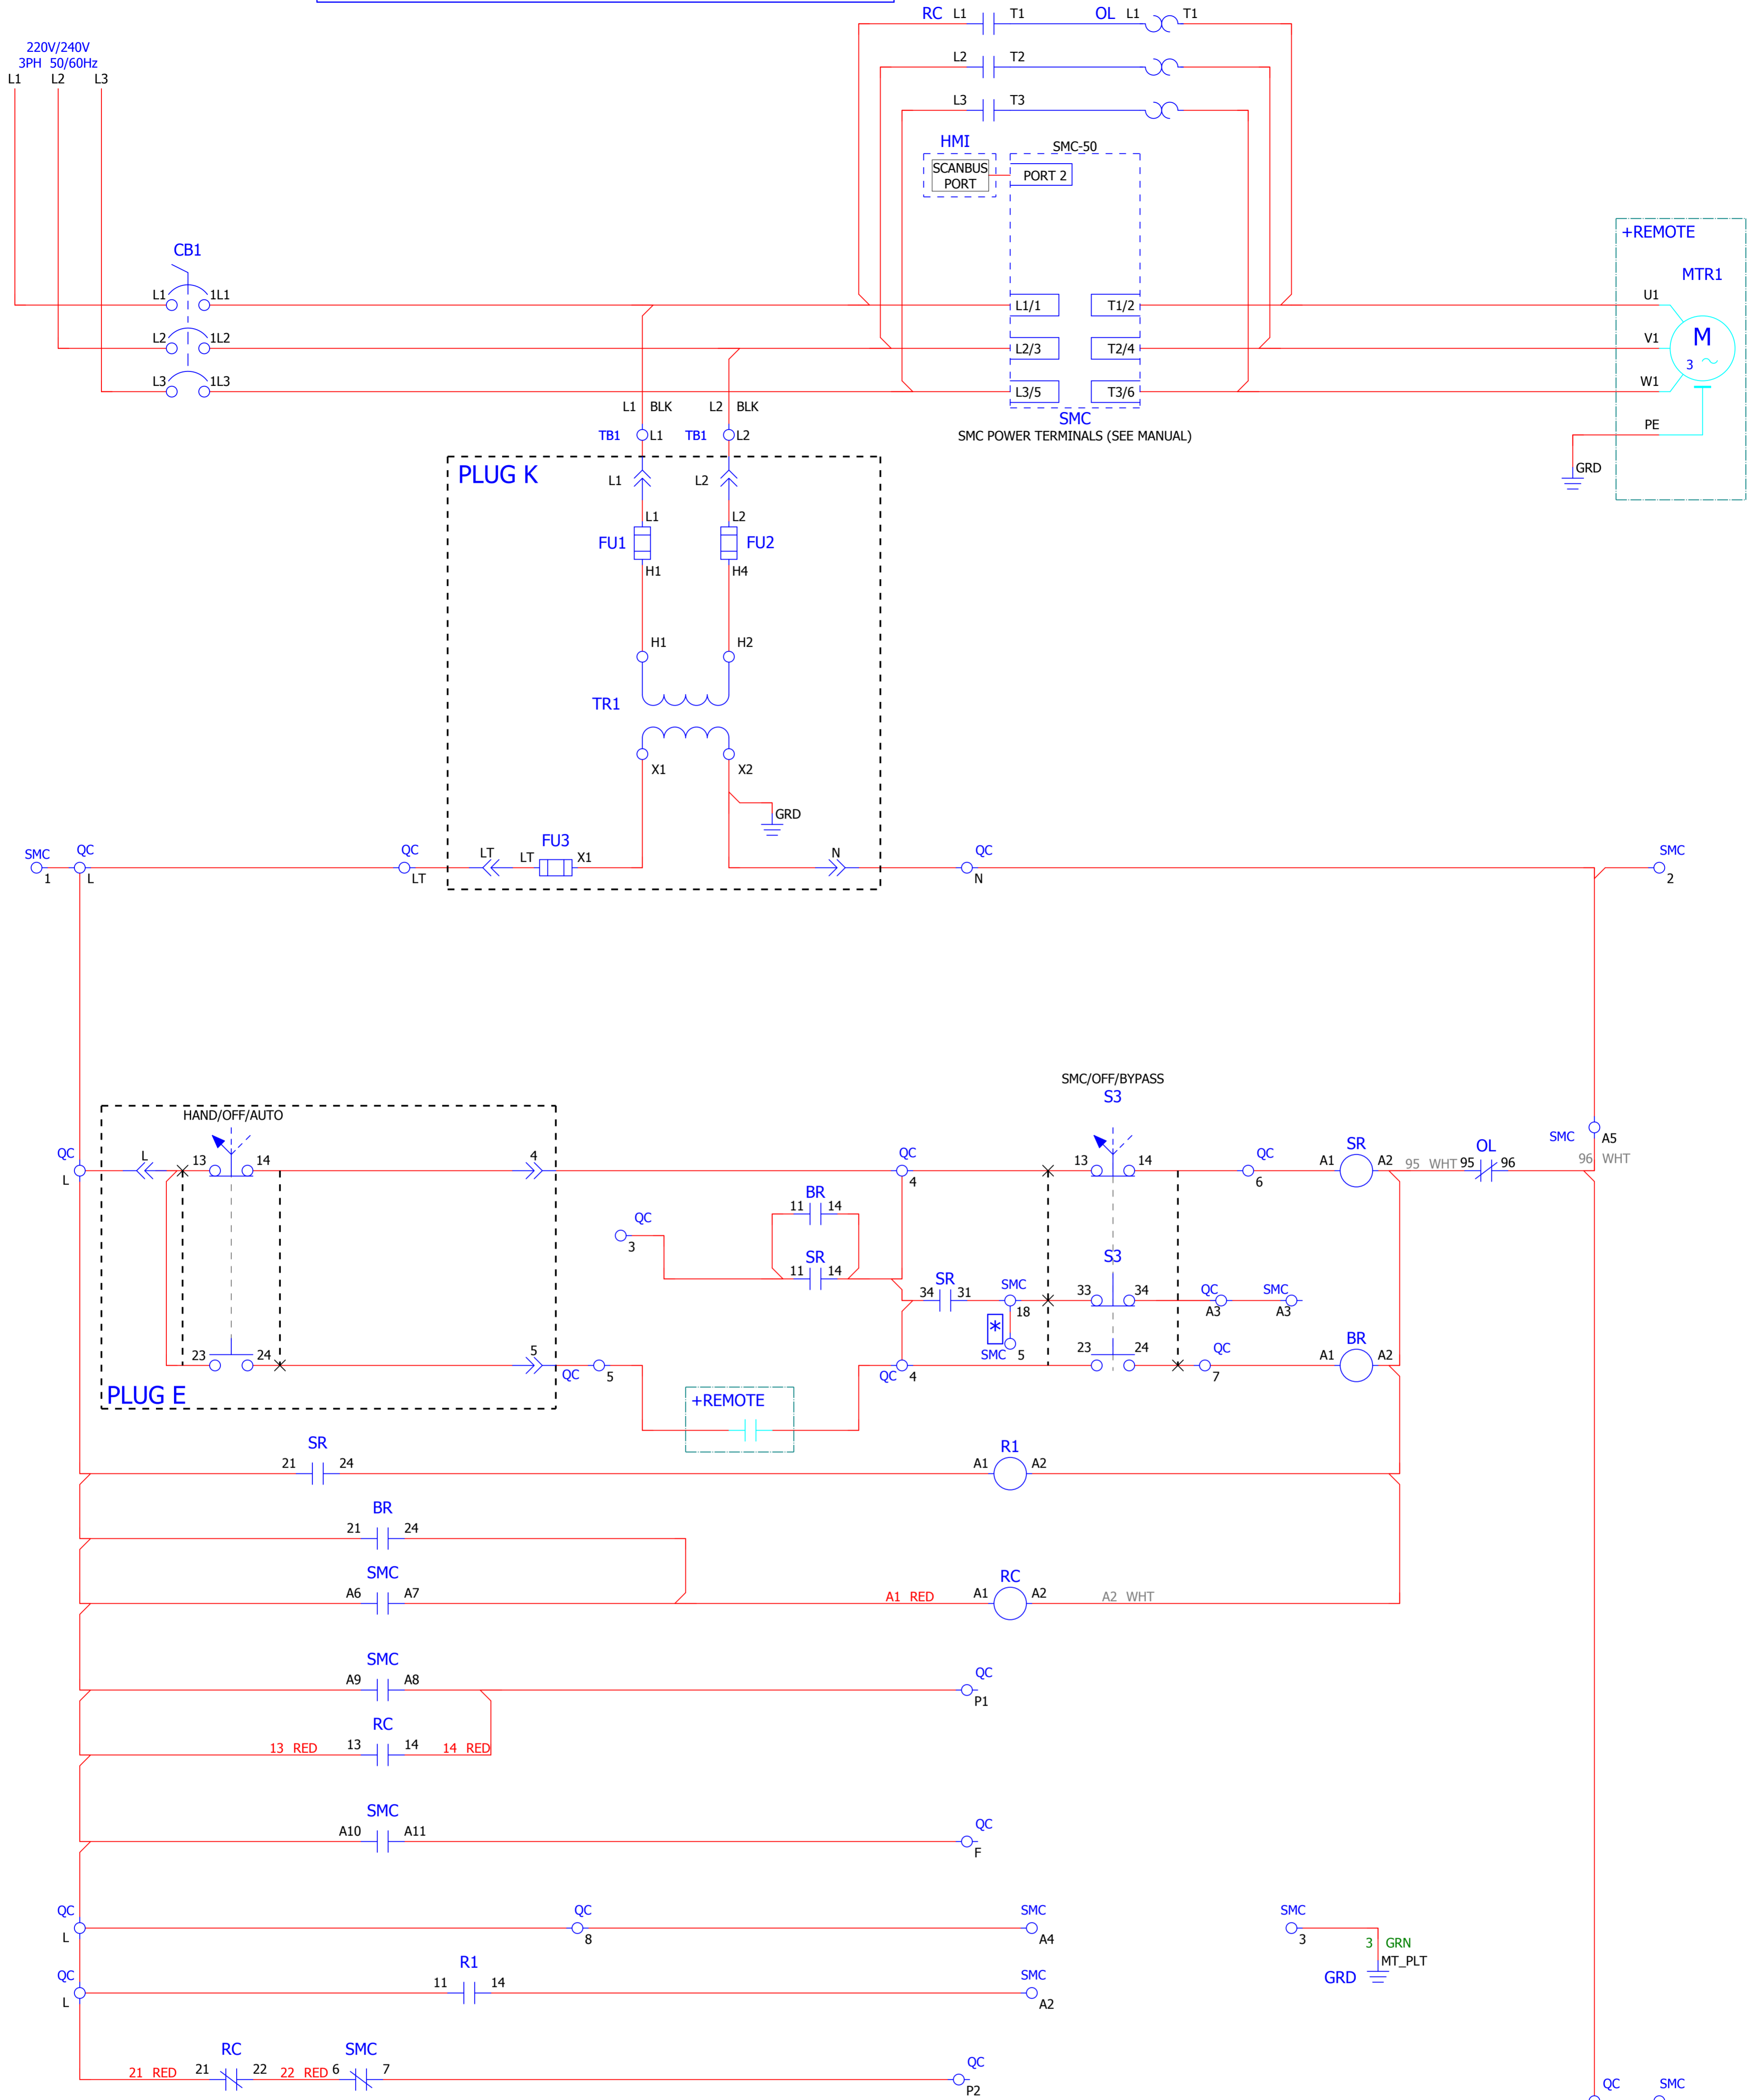 RC L1 T1 OL L1 T1
220V/240V
3PH 50/60Hz
L1 L2 L3
L2 T2
L3 T3
HMI
SMC-50
SCANBUS
PORT
PORT 2
+REMOTE
CB1
MTR1
L1 1L1
L1/1 T1/2
U1
L2 1L2
L2/3 T2/4
V1
M
3
L3 1L3
L3/5 T3/6
W1
L1 BLK L2 BLK
SMC
SMC POWER TERMINALS (SEE MANUAL)
PE
TB1 L1 TB1 L2
GRD
PLUG K
L1 L2
L1 L2
FU1 FU2
H1 H4
H1 H2
TR1
X1 X2
GRD
SMC QC QC FU3 QC SMC
LT LT X1 N
1 L LT N 2
SMC/OFF/BYPASS
S3
HAND/OFF/AUTO
QC L 13 14 4 QC 13 14 QC SR OL SMC A5
L 4 6 A1 A2 95 WHT 95 96 96 WHT
BR
11 14
QC
3
SR
11 14
S3
SR
34 31
SMC
18
33 34
QC
A3
SMC
A3
*
SMC 5
23 24 5
QC 5
QC 4
23 24
QC
7
BR
A1 A2
PLUG E
+REMOTE
SR R1
21 24 A1 A2
BR
21 24
SMC RC
A6 A7 A1 RED A1 A2 A2 WHT
SMC QC
A9 A8 P1
RC
13 RED 13 14 14 RED
SMC QC
A10 A11 F
QC QC SMC SMC
L 8 A4 3
3 GRN
MT_PLT
GRD
QC R1 SMC
L 11 14 A2
RC SMC QC
21 RED 21 22 22 RED 6 7 P2
QC SMC